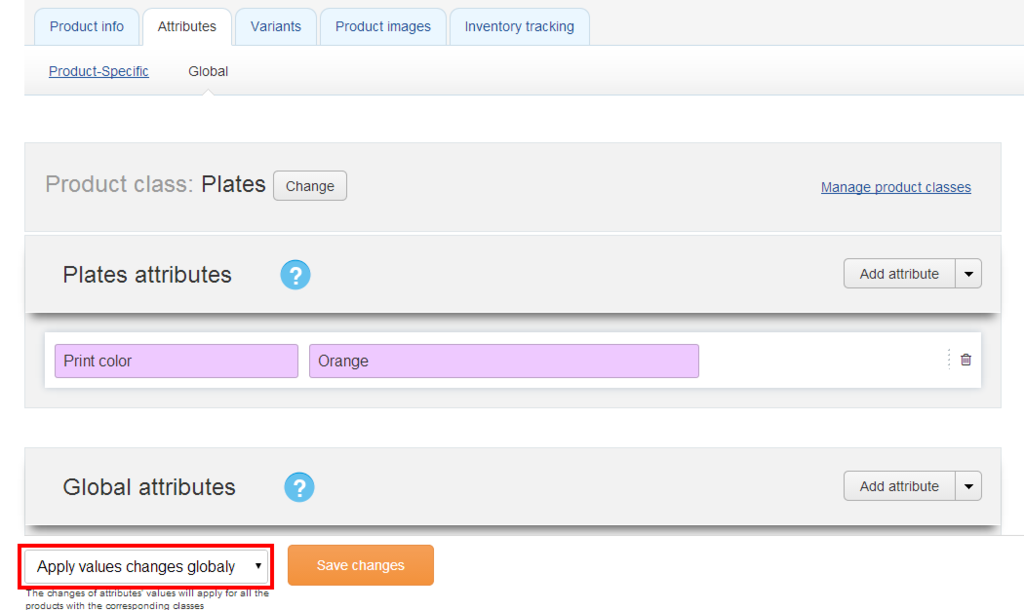 Product info Attributes Variants Product images Inventory tracking
Product-Specific Global
Product class: Plates Change Manage product classes
Plates attributes ? Add attribute
Print color Orange
Global attributes ? Add attribute
Apply values changes globaly Save changes
The changes of attributes' values will apply for all the
products with the corresponding classes